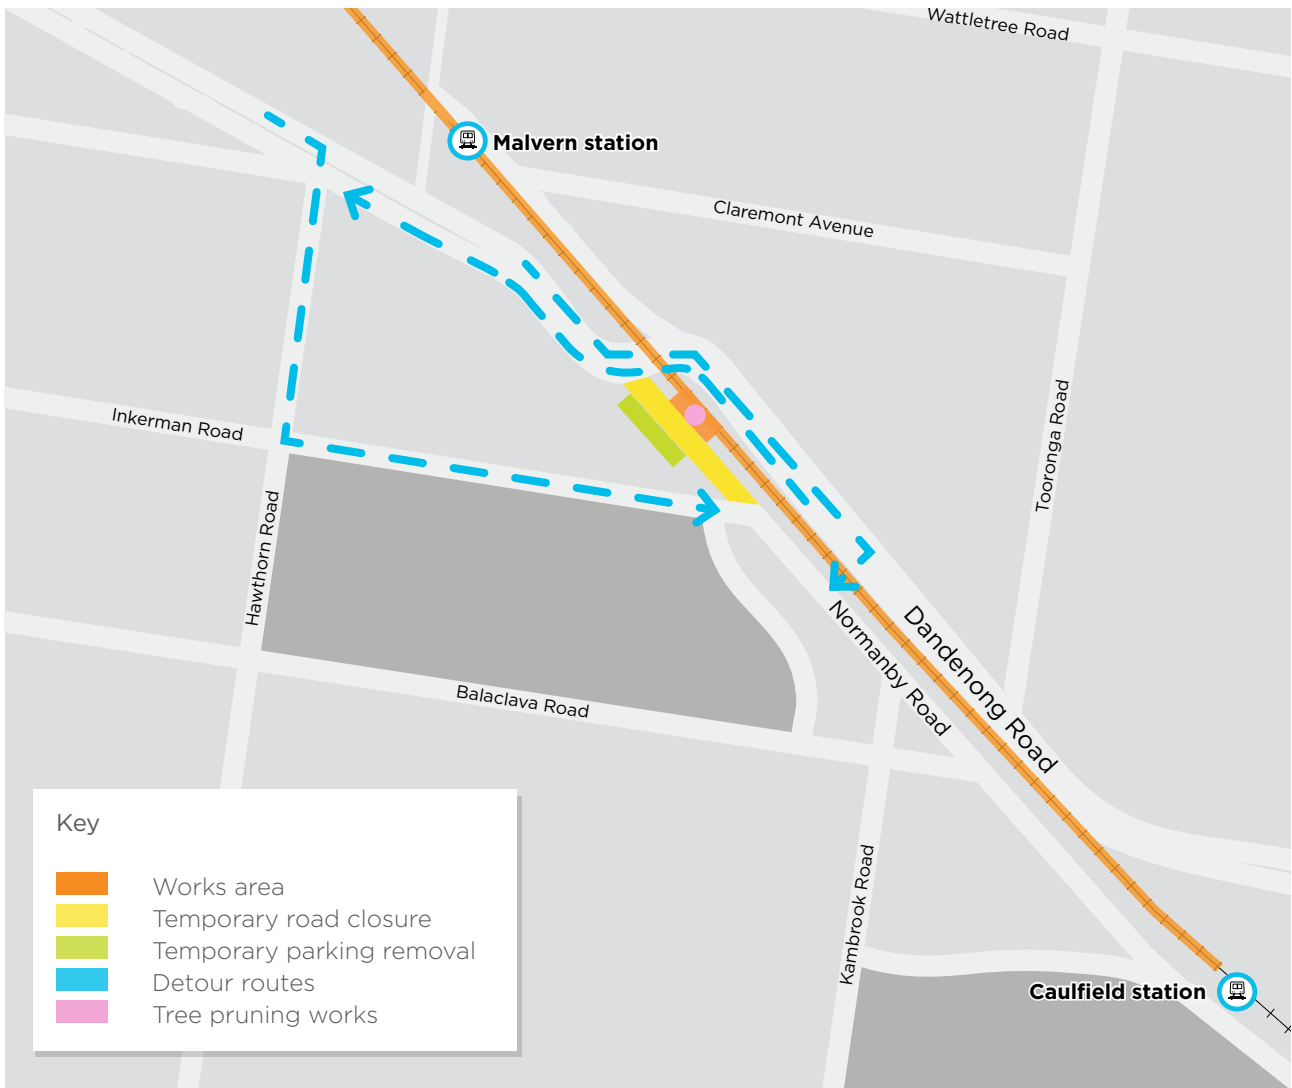 Wattletree Road
Malvern station
Claremont Avenue
Inkerman Road
Tooronga Road
Hawthorn Road
Normanby Road
Dandenong Road
Balaclava Road
Kambrook Road
Caulfield station
Key
Works area
Temporary road closure
Temporary parking removal
Detour routes
Tree pruning works